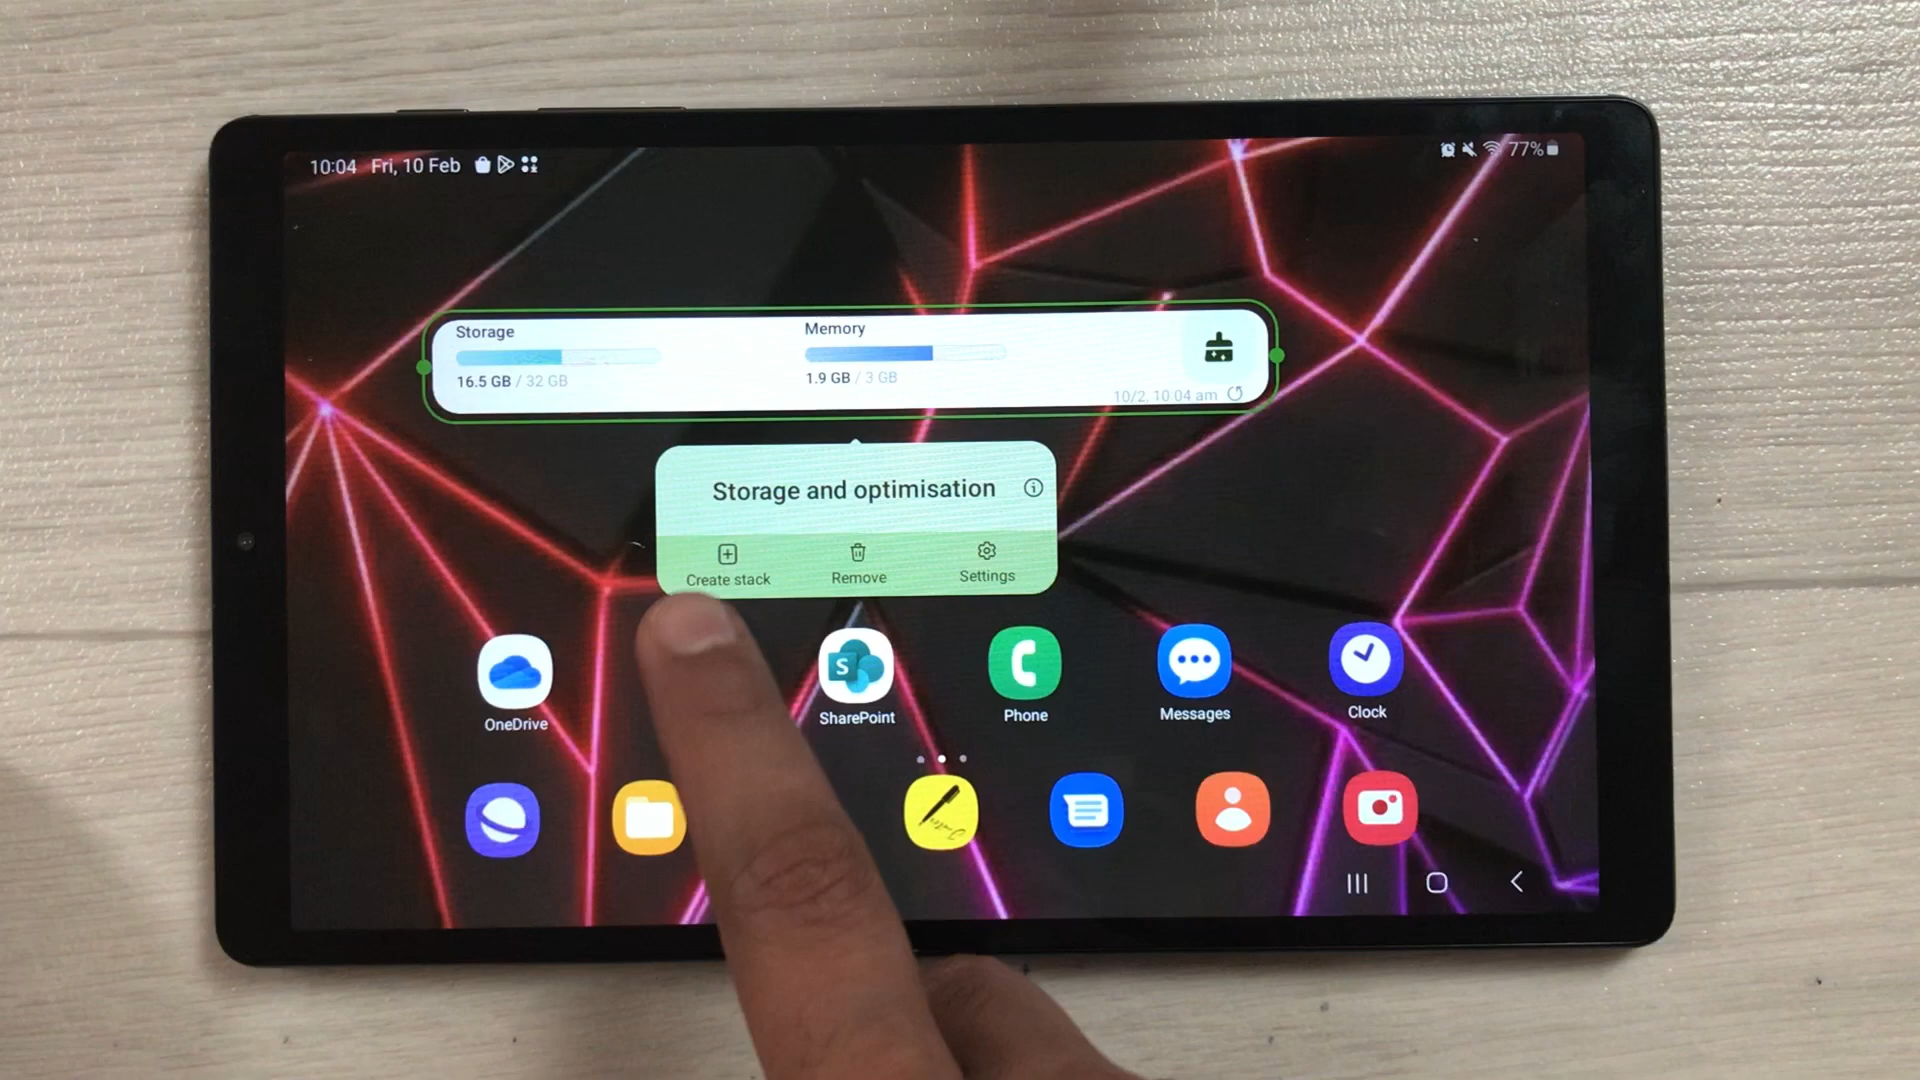 10:04 Fri, 10 Feb
77%
Storage
16.5 GB / 32 GB
Memory
1.9 GB / 3 GB
10/2, 10:04 am
Storage and optimisation
Create stack
Remove
Settings
S
OneDrive
SharePoint
Phone
Messages
Clock